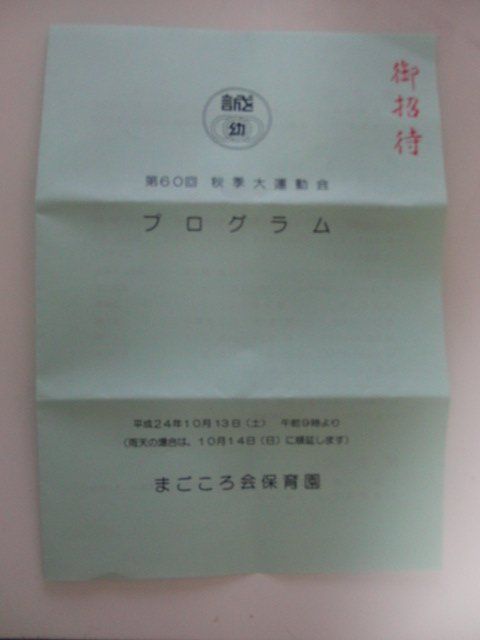 御招待
誠
幼
第60回 秋季大運動会
プログラム
平成24年10月13日(土) 午前9時より
(雨天の場合は、10月14日(日)に順延します)
まごころ会保育園